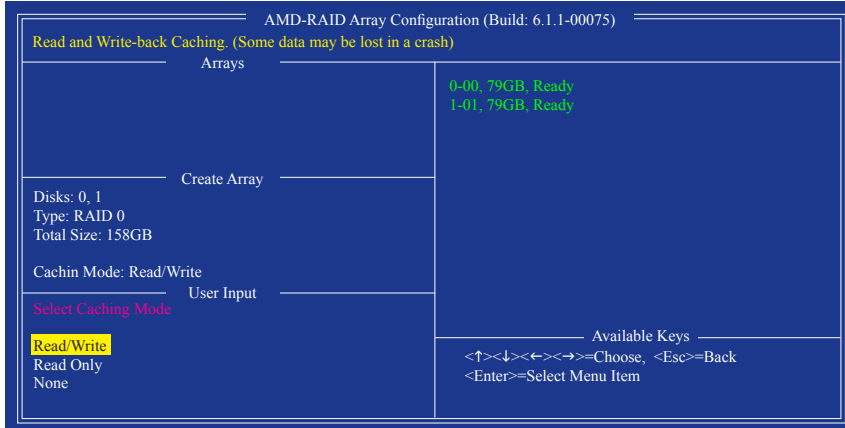 AMD-RAID Array Configuration (Build: 6.1.1-00075)
Read and Write-back Caching. (Some data may be lost in a crash)
Arrays
0-00, 79GB, Ready
1-01, 79GB, Ready
Create Array
Disks: 0, 1
Type: RAID 0
Total Size: 158GB
Cachin Mode: Read/Write
User Input
Select Caching Mode
Read/Write
Read Only
None
Available Keys
<↑><↓><←><→>=Choose, <Esc>=Back
<Enter>=Select Menu Item